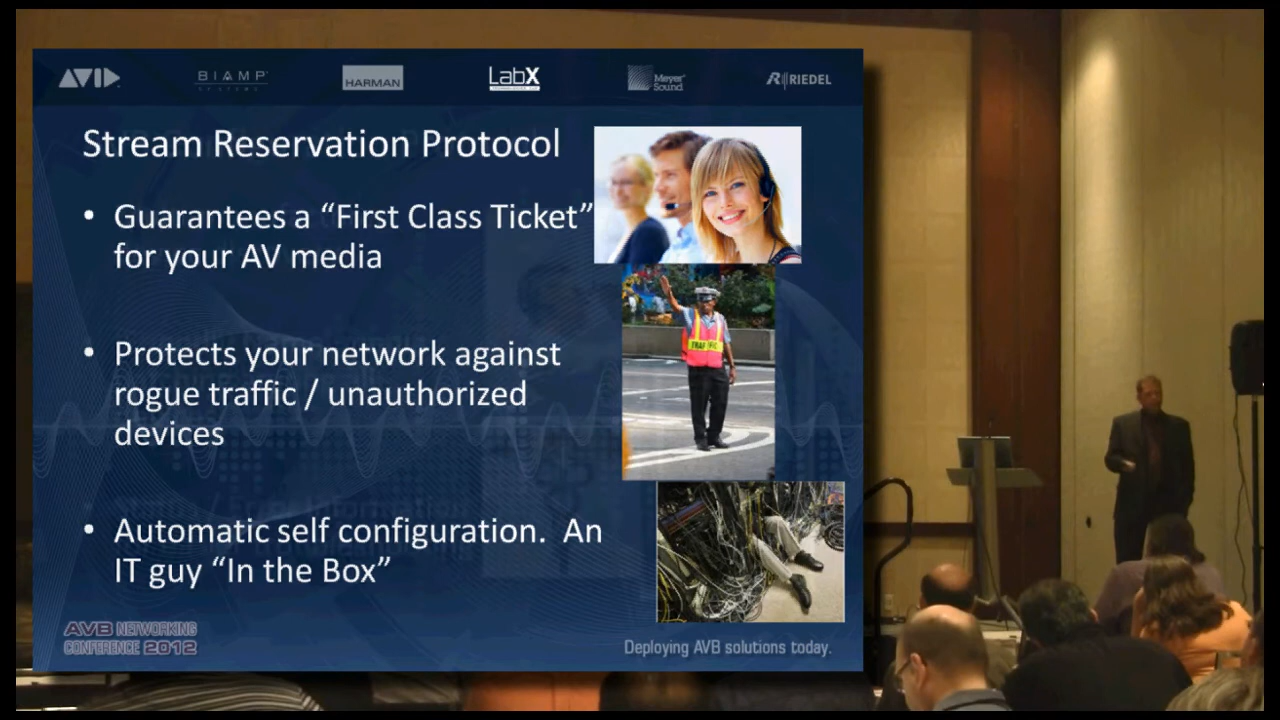 AVID
BIAMP SYSTEMS
HARMAN
LabX
Meyer Sound
RIEDEL
Stream Reservation Protocol
• Guarantees a “First Class Ticket”
for your AV media
• Protects your network against
rogue traffic / unauthorized
devices
TRAFFIC
• Automatic self configuration.  An
IT guy “In the Box”
AVB NETWORKING
CONFERENCE 2012
Deploying AVB solutions today.